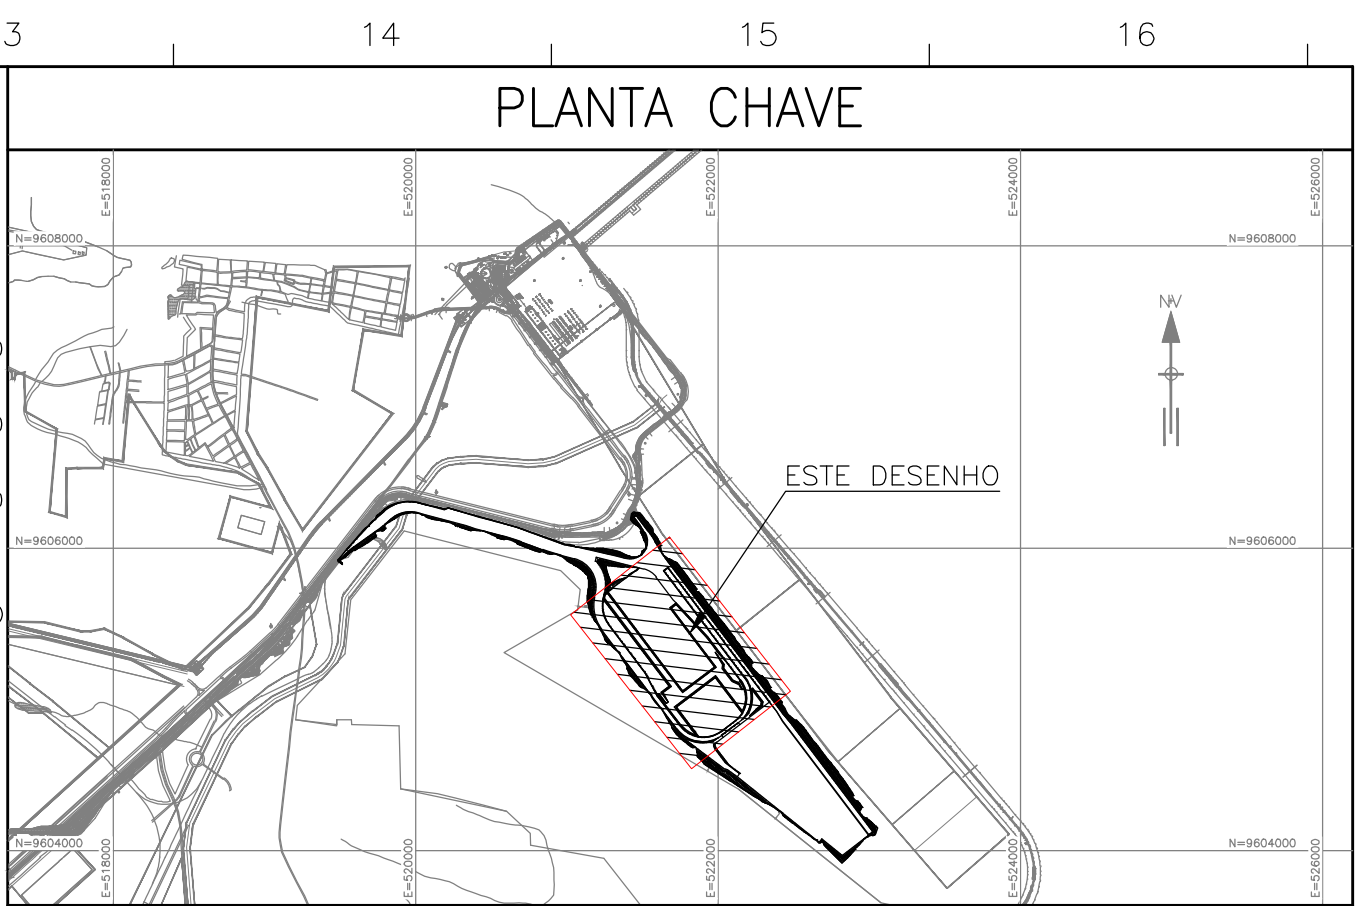 3 14 15 16
PLANTA CHAVE
E=518000 E=520000 E=522000 E=524000 E=526000
N=9608000 N=9608000
NV
ESTE DESENHO
N=9606000 N=9606000
N=9604000 N=9604000
E=518000 E=520000 E=522000 E=524000 E=526000